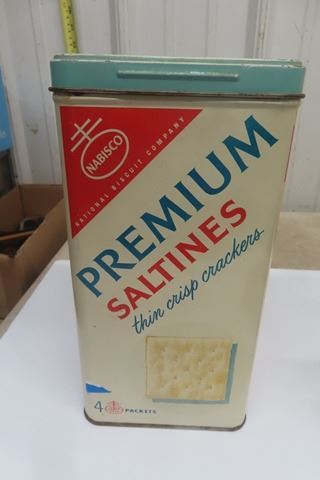 NABISCO
NATIONAL BISCUIT COMPANY
PREMIUM
SALTINES
thin crisp crackers
4 PACKETS